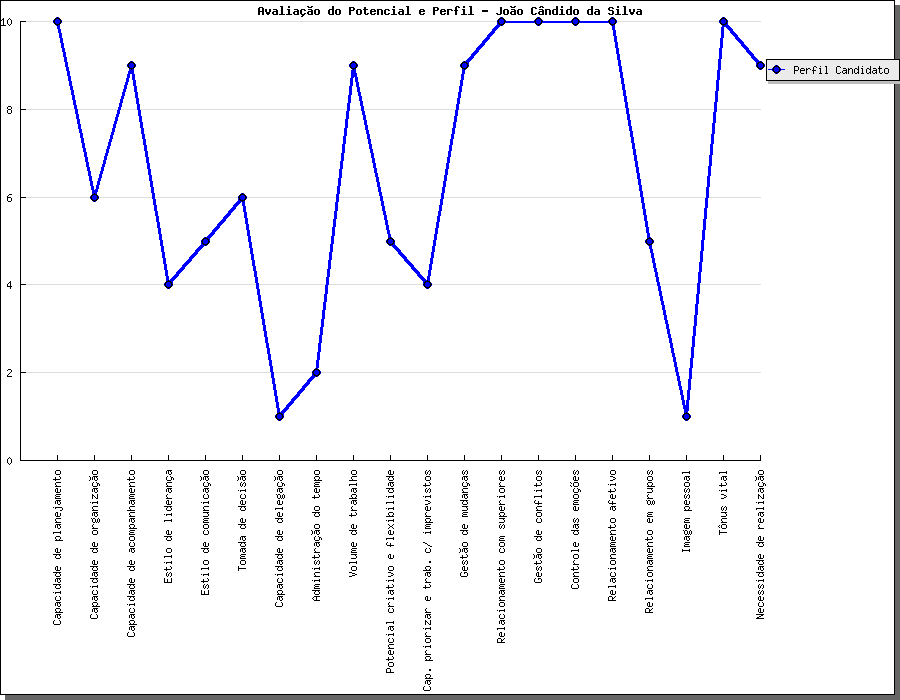 Avaliação do Potencial e Perfil - João Cândido da Silva
10
8
6
4
2
0
Perfil Candidato
Capacidade de planejamento
Capacidade de organização
Capacidade de acompanhamento
Estilo de liderança
Estilo de comunicação
Tomada de decisão
Capacidade de delegação
Administração do tempo
Volume de trabalho
Potencial criativo e flexibilidade
Cap. priorizar e trab. c/ imprevistos
Gestão de mudanças
Relacionamento com superiores
Gestão de conflitos
Controle das emoções
Relacionamento afetivo
Relacionamento em grupos
Imagem pessoal
Tônus vital
Necessidade de realização